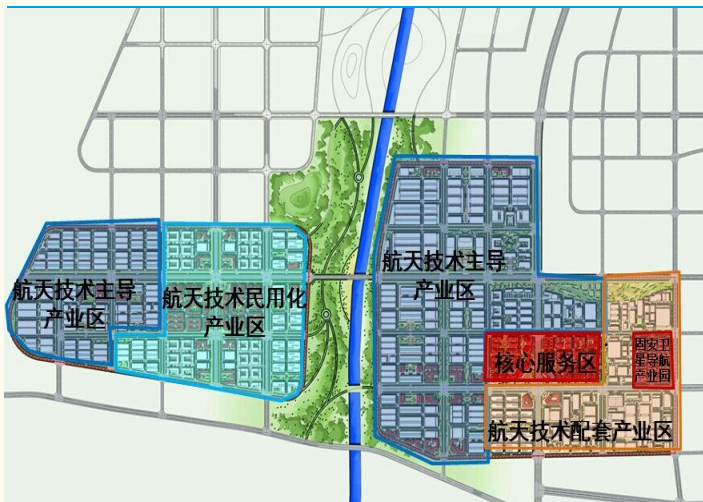 航天技术主导
产业区
航天技术民用化
产业区
航天技术主导
产业区
核心服务区
固安卫
星导航
产业园
航天技术配套产业区